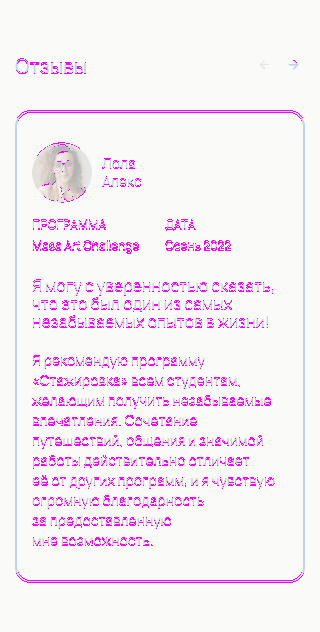 Отзывы
Лола
Алекс
ПРОГРАММА
ДАТА
Mass Art Challenge
Осень 2022
Я могу с уверенностью сказать,
что это был один из самых
незабываемых опытов в жизни!
Я рекомендую программу
«Стажировка» всем студентам,
желающим получить незабываемые
впечатления. Сочетание
путешествий, общения и значимой
работы действительно отличает
её от других программ, и я чувствую
огромную благодарность
за предоставленную
мне возможность.